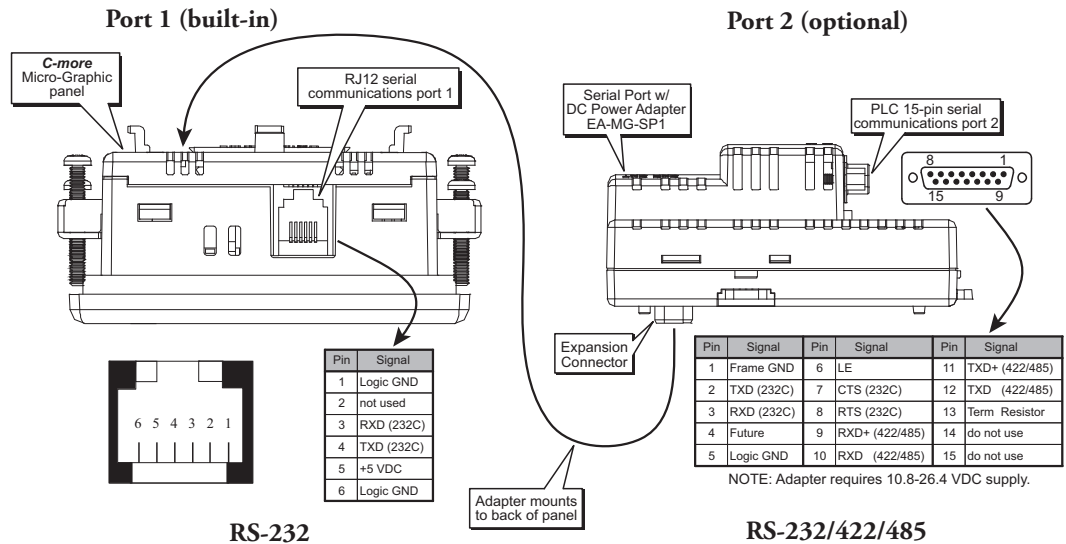 Port 1 (built-in)
Port 2 (optional)
C-more
Micro-Graphic
panel
RJ12 serial
communications port 1
Serial Port w/
DC Power Adapter
EA-MG-SP1
PLC 15-pin serial
communications port 2
8 1
15 9
Expansion
Connector
6 5 4 3 2 1
Pin Signal
1 Logic GND
2 not used
3 RXD (232C)
4 TXD (232C)
5 +5 VDC
6 Logic GND
Pin Signal Pin Signal Pin Signal
1 Frame GND 6 LE 11 TXD+ (422/485)
2 TXD (232C) 7 CTS (232C) 12 TXD (422/485)
3 RXD (232C) 8 RTS (232C) 13 Term Resistor
4 Future 9 RXD+ (422/485) 14 do not use
5 Logic GND 10 RXD (422/485) 15 do not use
NOTE: Adapter requires 10.8-26.4 VDC supply.
Adapter mounts
to back of panel
RS-232
RS-232/422/485